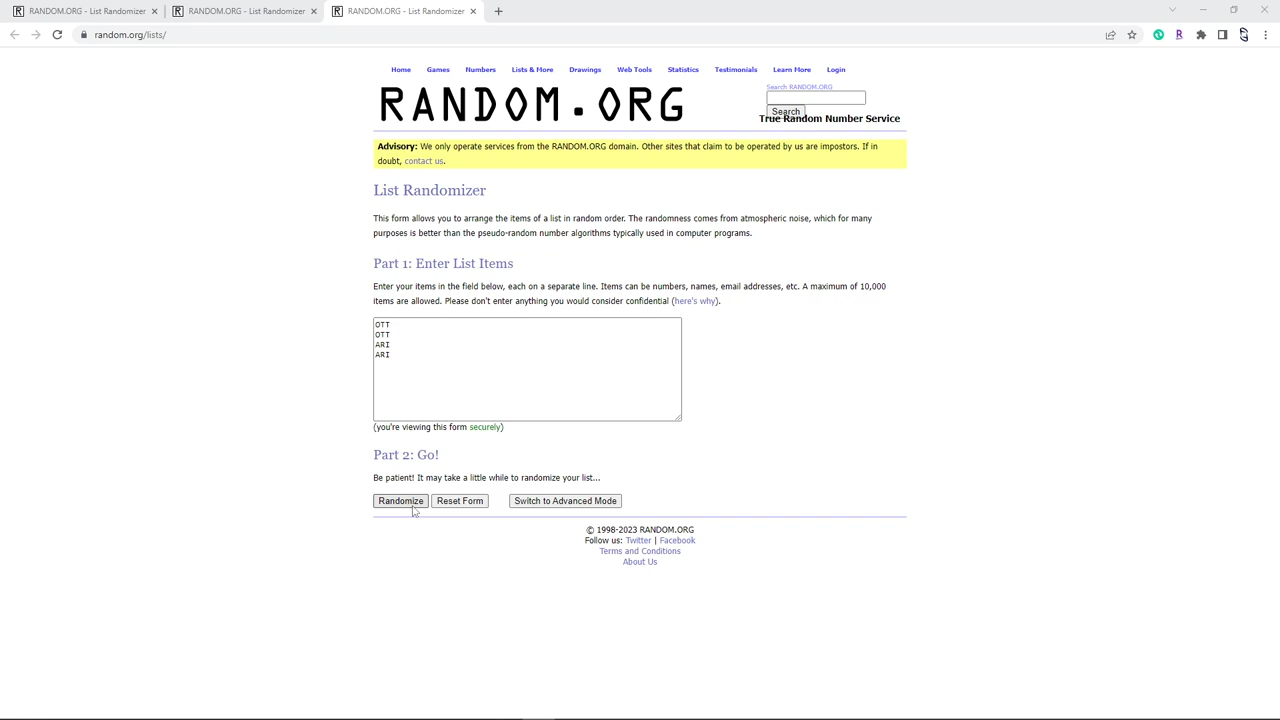 RANDOM.ORG - List Randomizer
RANDOM.ORG - List Randomizer
RANDOM.ORG - List Randomizer
random.org/lists/
Home Games Numbers Lists & More Drawings Web Tools Statistics Testimonials Learn More Login
RANDOM.ORG
Search RANDOM.ORG
Search
True Random Number Service
Advisory: We only operate services from the RANDOM.ORG domain. Other sites that claim to be operated by us are impostors. If in
doubt, contact us.
List Randomizer
This form allows you to arrange the items of a list in random order. The randomness comes from atmospheric noise, which for many
purposes is better than the pseudo-random number algorithms typically used in computer programs.
Part 1: Enter List Items
Enter your items in the field below, each on a separate line. Items can be numbers, names, email addresses, etc. A maximum of 10,000
items are allowed. Please don't enter anything you would consider confidential (here's why).
OTT
OTT
ARI
ARI
(you're viewing this form securely)
Part 2: Go!
Be patient! It may take a little while to randomize your list...
Randomize Reset Form Switch to Advanced Mode
© 1998-2023 RANDOM.ORG
Follow us: Twitter | Facebook
Terms and Conditions
About Us